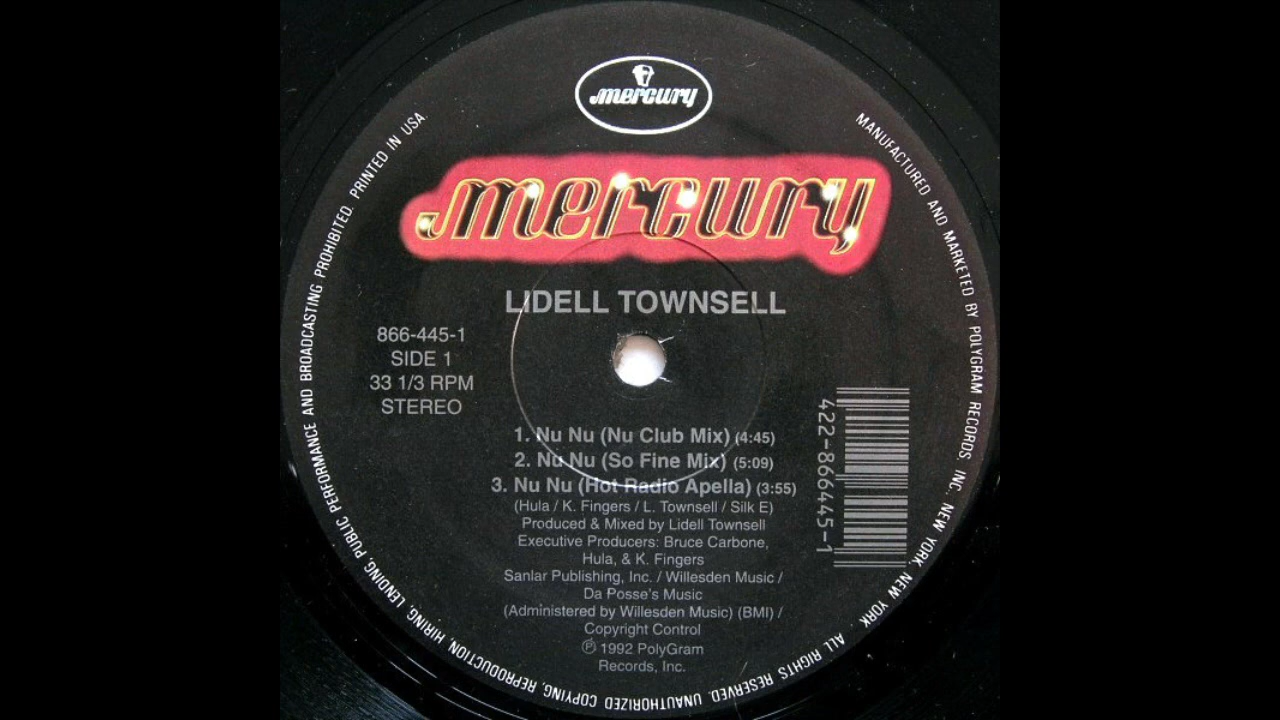 mercury
mercury
LIDELL TOWNSELL
866-445-1
SIDE 1
33 1/3 RPM
STEREO
1. Nu Nu (Nu Club Mix) (4:45)
2. Nu Nu (So Fine Mix) (5:09)
3. Nu Nu (Hot Radio Apella) (3:55)
(Hula / K. Fingers / L. Townsell / Silk E)
Produced & Mixed by Lidell Townsell
Executive Producers: Bruce Carbone,
Hula, & K. Fingers
Sanlar Publishing, Inc. / Willesden Music /
Da Posse's Music
(Administered by Willesden Music) (BMI) /
Copyright Control
℗ 1992 PolyGram
Records, Inc.
422-866445-1
MANUFACTURED AND MARKETED BY POLYGRAM RECORDS, INC., NEW YORK, NEW YORK. ALL RIGHTS RESERVED. UNAUTHORIZED COPYING, REPRODUCTION, HIRING, LENDING, PUBLIC PERFORMANCE AND BROADCASTING PROHIBITED. PRINTED IN USA